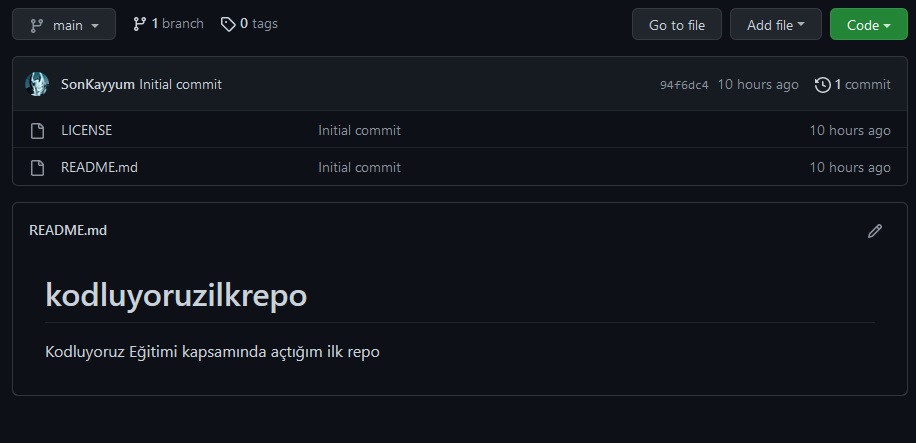 main 1 branch 0 tags Go to file Add file Code
SonKayyum Initial commit 94f6dc4 10 hours ago 1 commit
LICENSE Initial commit 10 hours ago
README.md Initial commit 10 hours ago
README.md
kodluyoruzilkrepo
Kodluyoruz Eğitimi kapsamında açtığım ilk repo